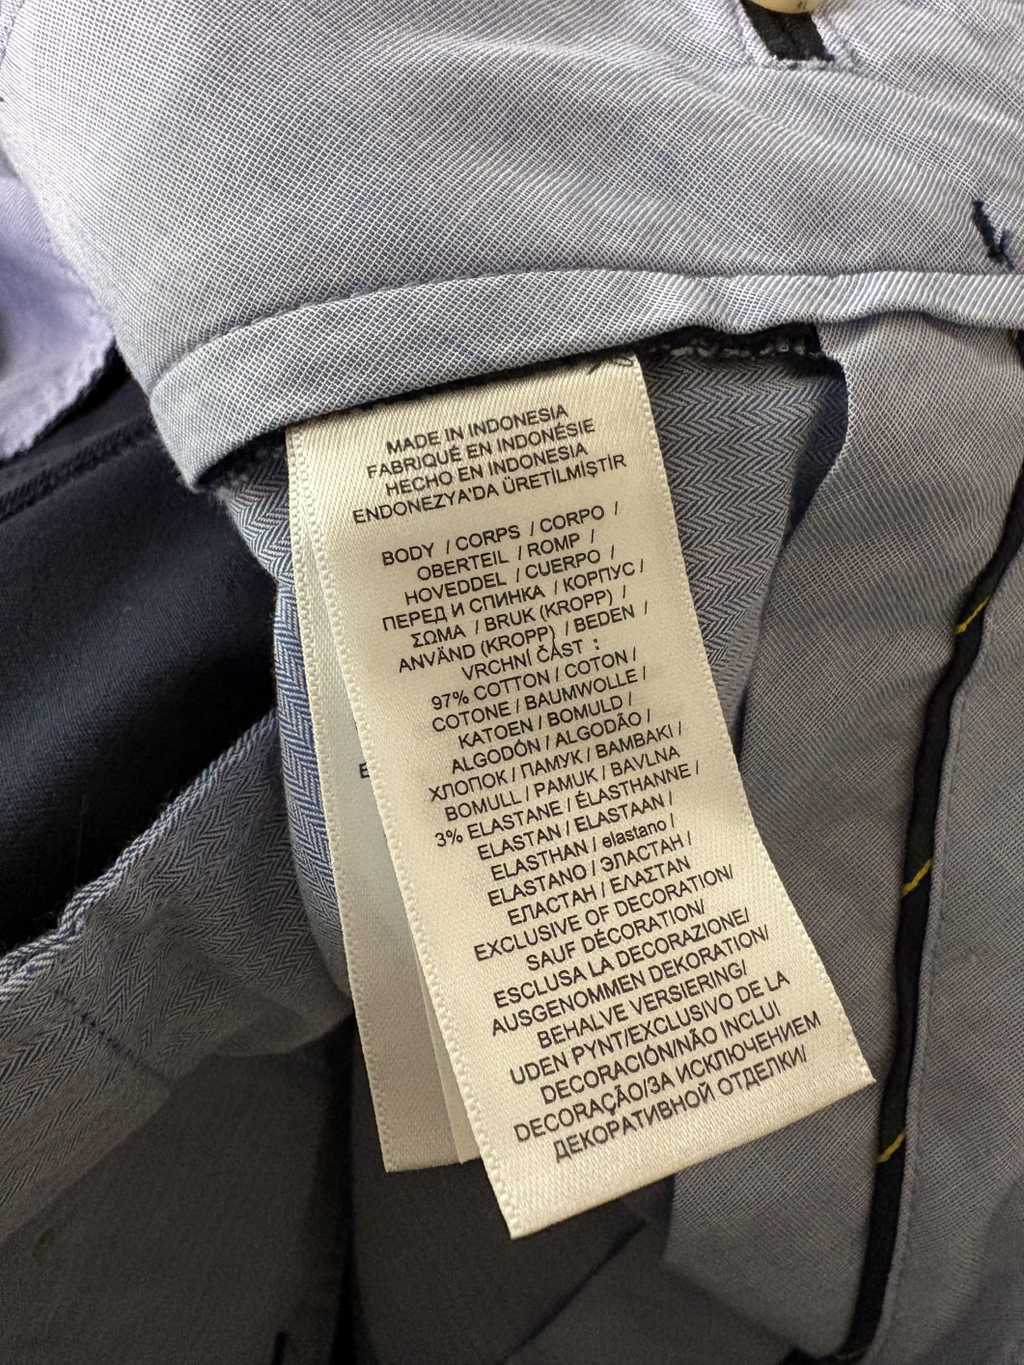 MADE IN INDONESIA
FABRIQUÉ EN INDONÉSIE
HECHO EN INDONESIA
ENDONEZYA'DA ÜRETİLMİŞTİR
BODY / CORPS / CORPO /
OBERTEIL / ROMP /
HOVEDDEL / CUERPO /
ПЕРЕД И СПИНКА / КОРПУС /
ΣΩΜΑ / BRUK (KROPP) /
ANVÄND (KROPP) / BEDEN /
VRCHNÍ ČÁST :
97% COTTON / COTON /
COTONE / BAUMWOLLE /
KATOEN / BOMULD /
ALGODÓN / ALGODÃO /
ХЛОПОК / ПАМУК / BAMBAKI /
BOMULL / PAMUK / BAVLNA
3% ELASTANE / ÉLASTHANNE /
ELASTAN / ELASTAAN /
ELASTHAN / elastano /
ELASTANO / ЭЛАСТАН /
ЕЛАСТАН / ΕΛΑΣΤΑΝ
EXCLUSIVE OF DECORATION/
SAUF DÉCORATION/
ESCLUSA LA DECORAZIONE/
AUSGENOMMEN DEKORATION/
BEHALVE VERSIERING/
UDEN PYNT/EXCLUSIVO DE LA
DECORACIÓN/NÃO INCLUI
DECORAÇÃO/ЗА ИСКЛЮЧЕНИЕМ
ДЕКОРАТИВНОЙ ОТДЕЛКИ/